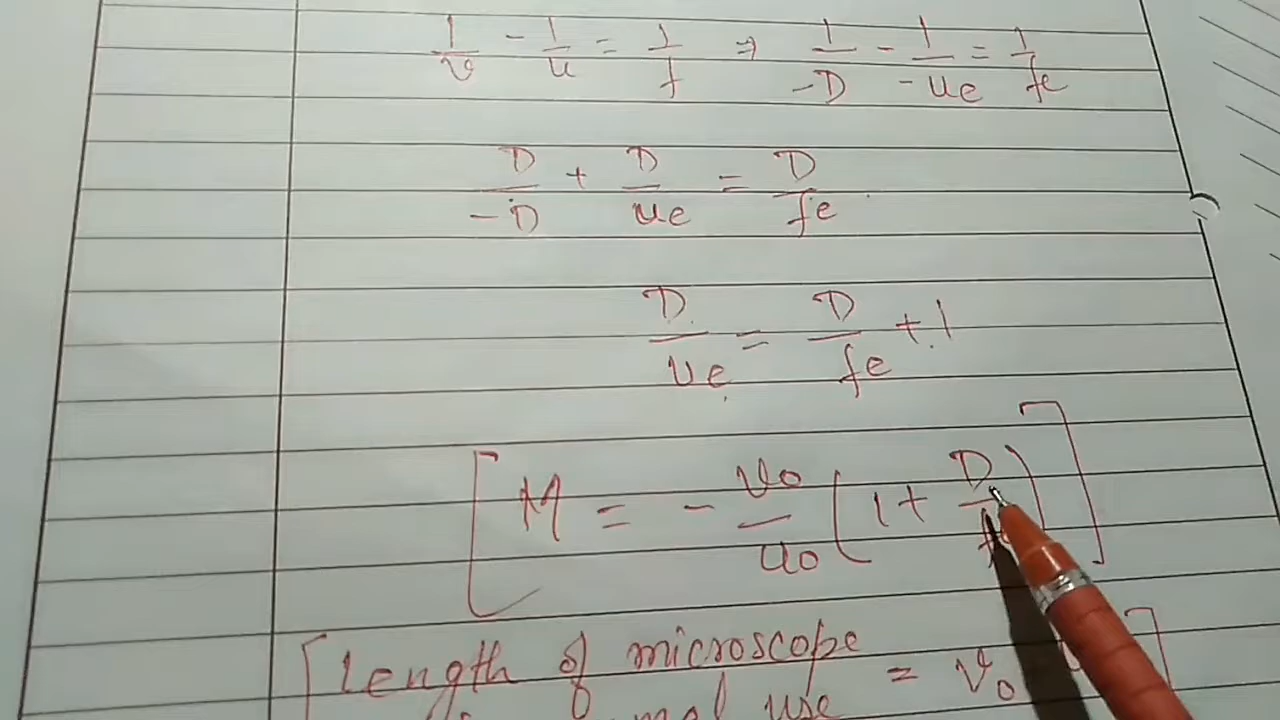 1/v - 1/u = 1/f ⇒ 1/-D - 1/-ue = 1/fe
D/-D + D/ue = D/fe
D/ue = D/fe + 1
[M = - vo/uo (1 + D/fe)]
[Length of microscope
= vo
use